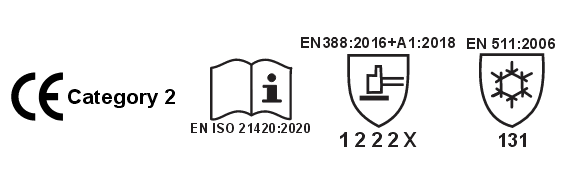 CE Category 2
EN ISO 21420:2020
EN388:2016+A1:2018
1 2 2 2 X
EN 511:2006
131